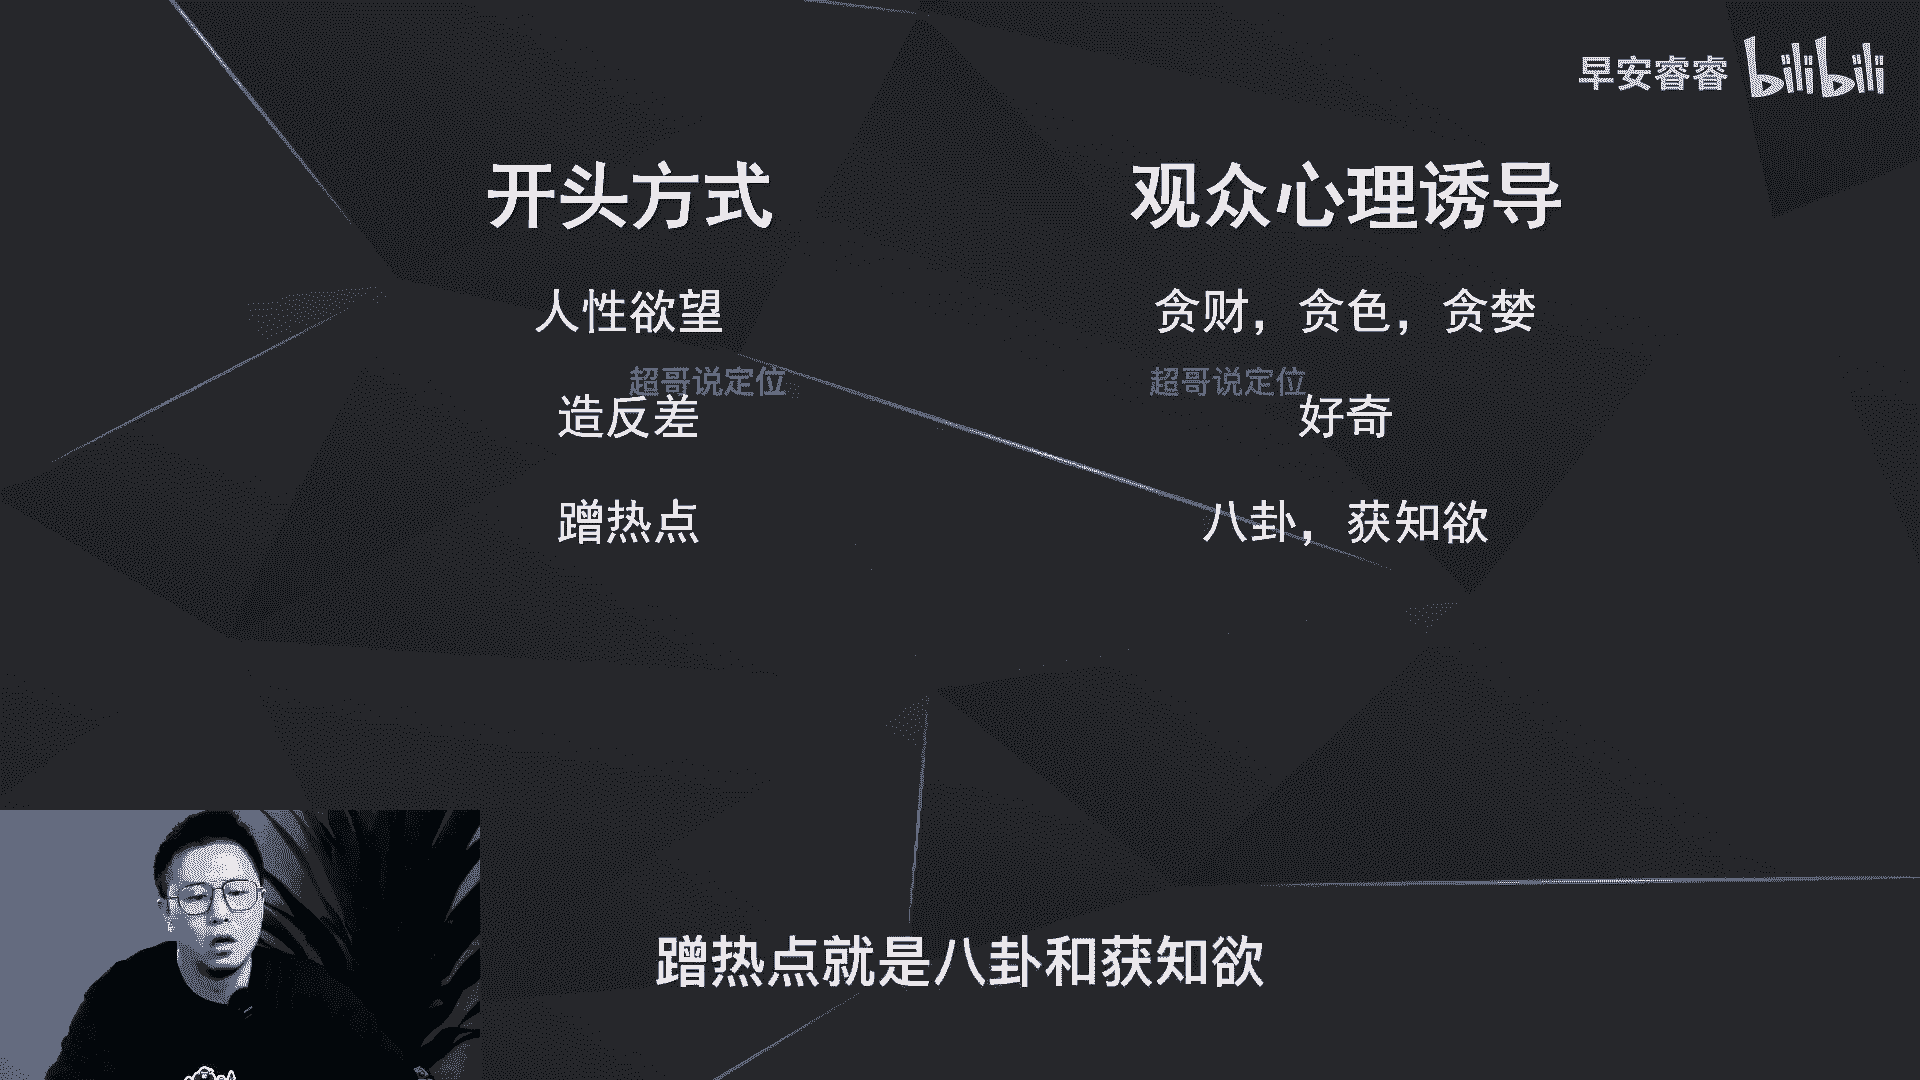 早安睿睿 bilibili
开头方式 观众心理诱导
人性欲望 贪财，贪色，贪婪
超哥说定位 超哥说定位
造反差 好奇
蹭热点 八卦，获知欲
蹭热点就是八卦和获知欲